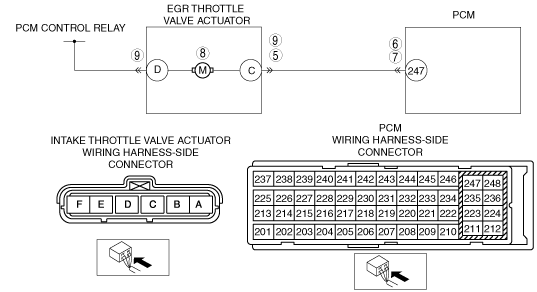 EGR THROTTLE
VALVE ACTUATOR
PCM
PCM CONTROL RELAY
9 D 8 M C 9 5 6 7 247
INTAKE THROTTLE VALVE ACTUATOR
WIRING HARNESS-SIDE
CONNECTOR
F E D C B A
PCM
WIRING HARNESS-SIDE
CONNECTOR
237 238 239 240 241 242 243 244 245 246 247 248
225 226 227 228 229 230 231 232 233 234 235 236
213 214 215 216 217 218 219 220 221 222 223 224
201 202 203 204 205 206 207 208 209 210 211 212